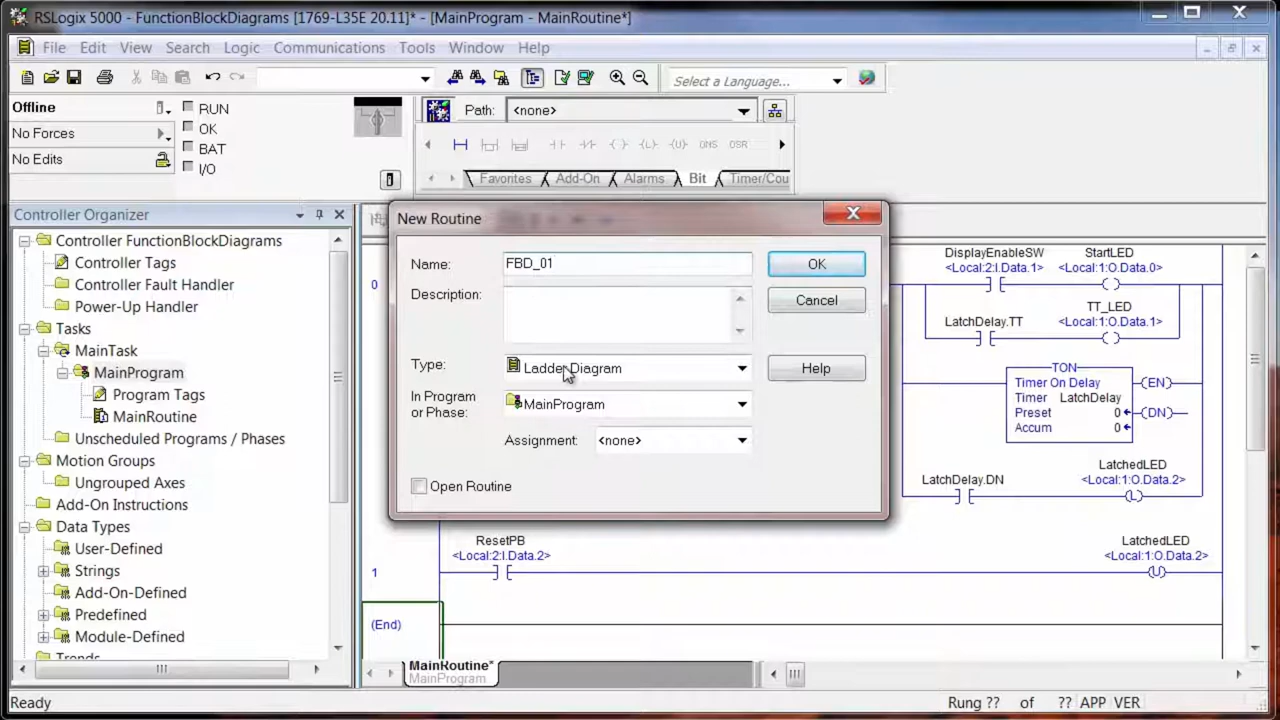 RSLogix 5000 - FunctionBlockDiagrams [1769-L35E 20.11]* - [MainProgram - MainRoutine*]
File Edit View Search Logic Communications Tools Window Help
Select a Language...
Offline
RUN
No Forces
OK
No Edits
BAT
I/O
Path: <none>
Favorites Add-On Alarms Bit Timer/Cou
Controller Organizer
Controller FunctionBlockDiagrams
Controller Tags
Controller Fault Handler
Power-Up Handler
Tasks
MainTask
MainProgram
Program Tags
MainRoutine
Unscheduled Programs / Phases
Motion Groups
Ungrouped Axes
Add-On Instructions
Data Types
User-Defined
Strings
Add-On-Defined
Predefined
Module-Defined
Trends
New Routine
Name: FBD_01
OK
Description:
Cancel
Type: Ladder Diagram
Help
In Program or Phase:
MainProgram
Assignment: <none>
Open Routine
0
DisplayEnableSW StartLED
<Local:2:I.Data.1> <Local:1:O.Data.0>
TT_LED
LatchDelay.TT <Local:1:O.Data.1>
TON
Timer On Delay (EN)
Timer LatchDelay
Preset 0 (DN)
Accum 0
LatchedLED
LatchDelay.DN <Local:1:O.Data.2>
L
ResetPB LatchedLED
<Local:2:I.Data.2> <Local:1:O.Data.2>
1
U
(End)
MainRoutine*
MainProgram
Ready
Rung ?? of ?? APP VER